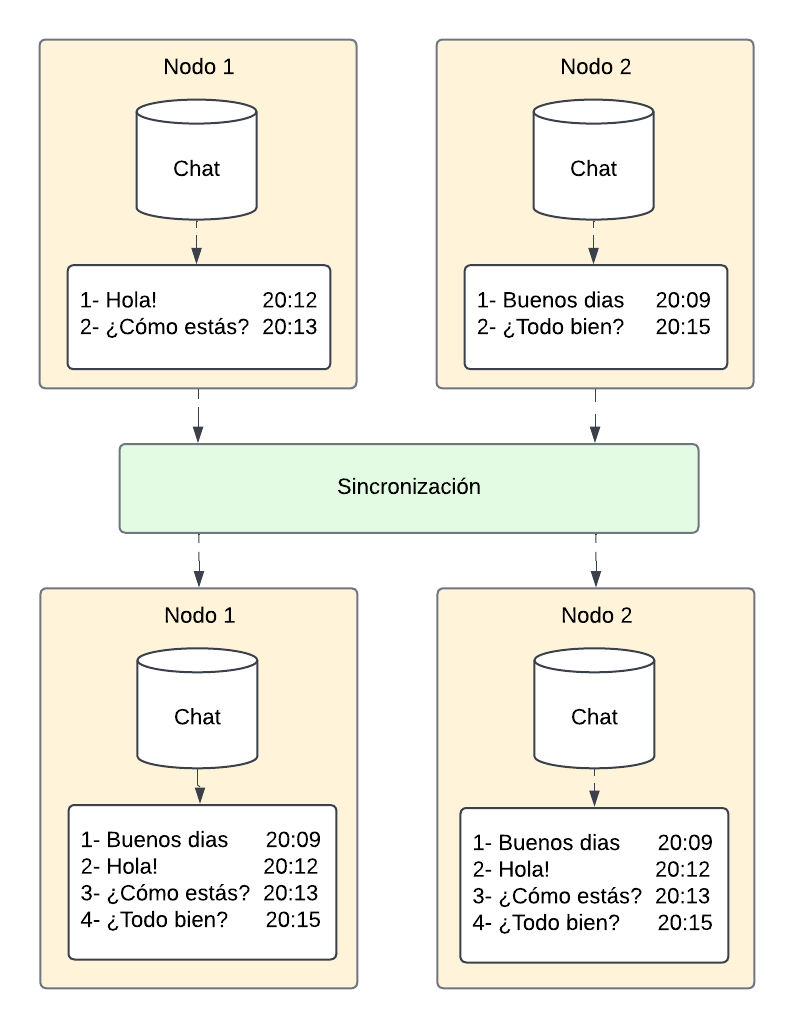 Nodo 1
Chat
1- Hola! 20:12
2- ¿Cómo estás? 20:13
Nodo 2
Chat
1- Buenos dias 20:09
2- ¿Todo bien? 20:15
Sincronización
Nodo 1
Chat
1- Buenos dias 20:09
2- Hola! 20:12
3- ¿Cómo estás? 20:13
4- ¿Todo bien? 20:15
Nodo 2
Chat
1- Buenos dias 20:09
2- Hola! 20:12
3- ¿Cómo estás? 20:13
4- ¿Todo bien? 20:15